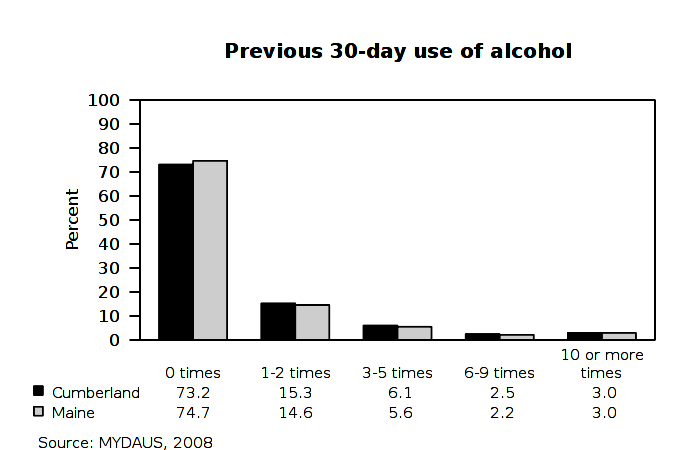 Previous 30-day use of alcohol
100
90
80
70
60
50
40
30
20
10
0
Percent
0 times 1-2 times 3-5 times 6-9 times 10 or more times
Cumberland 73.2 15.3 6.1 2.5 3.0
Maine 74.7 14.6 5.6 2.2 3.0
Source: MYDAUS, 2008